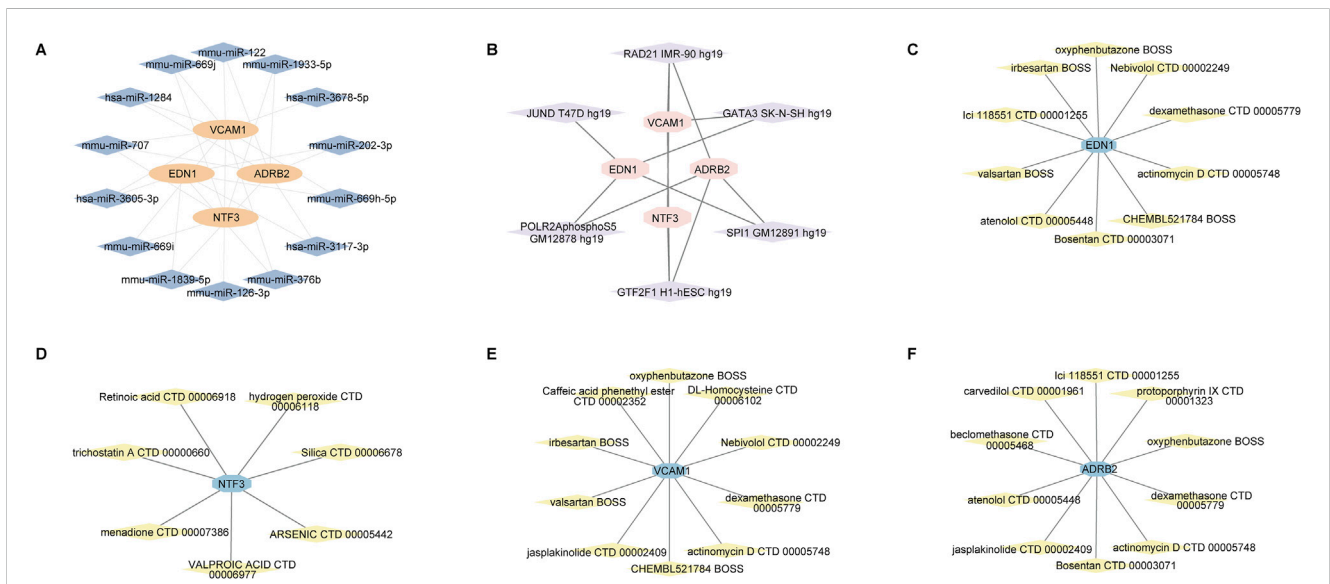 A
mmu-miR-122
mmu-miR-669j
mmu-miR-1933-5p
hsa-miR-1284
hsa-miR-3678-5p
VCAM1
mmu-miR-707
mmu-miR-202-3p
EDN1
ADRB2
hsa-miR-3605-3p
mmu-miR-669h-5p
NTF3
mmu-miR-669i
hsa-miR-3117-3p
mmu-miR-1839-5p
mmu-miR-376b
mmu-miR-126-3p
B
RAD21 IMR-90 hg19
JUND T47D hg19
VCAM1
GATA3 SK-N-SH hg19
EDN1
ADRB2
NTF3
POLR2AphosphoS5
GM12878 hg19
SPI1 GM12891 hg19
GTF2F1 H1-hESC hg19
C
oxyphenbutazone BOSS
irbesartan BOSS
Nebivolol CTD 00002249
Ici 118551 CTD 00001255
dexamethasone CTD 00005779
EDN1
valsartan BOSS
actinomycin D CTD 00005748
atenolol CTD 00005448
CHEMBL521784 BOSS
Bosentan CTD 00003071
D
Retinoic acid CTD 00006918
hydrogen peroxide CTD
00006118
trichostatin A CTD 00000660
Silica CTD 00006678
NTF3
menadione CTD 00007386
ARSENIC CTD 00005442
VALPROIC ACID CTD
00006977
E
oxyphenbutazone BOSS
Caffeic acid phenethyl ester
CTD 00002352
DL-Homocysteine CTD
00006102
irbesartan BOSS
Nebivolol CTD 00002249
VCAM1
valsartan BOSS
dexamethasone CTD
00005779
jasplakinolide CTD 00002409
actinomycin D CTD 00005748
CHEMBL521784 BOSS
F
Ici 118551 CTD 00001255
carvedilol CTD 00001961
protoporphyrin IX CTD
00001323
beclomethasone CTD
00005468
oxyphenbutazone BOSS
ADRB2
atenolol CTD 00005448
dexamethasone CTD
00005779
jasplakinolide CTD 00002409
actinomycin D CTD 00005748
Bosentan CTD 00003071